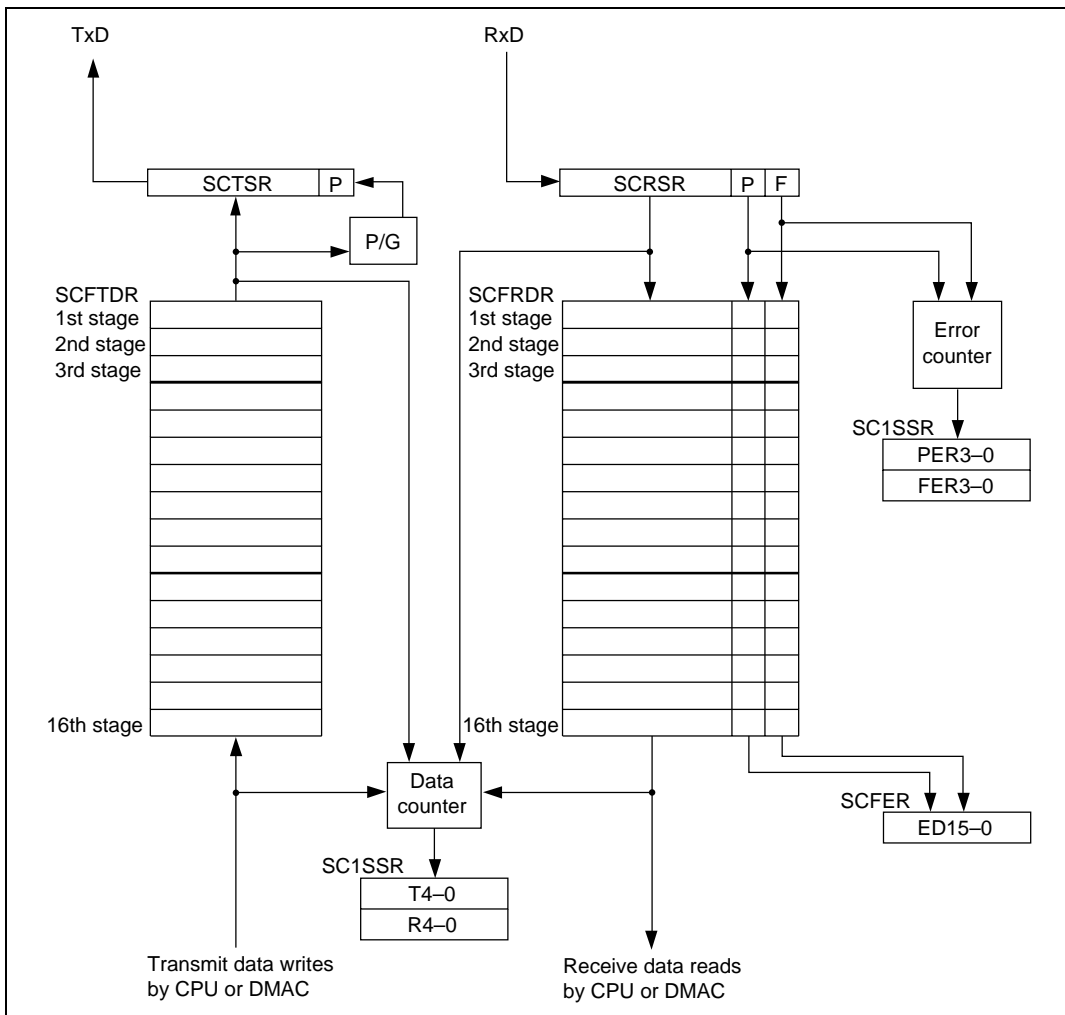 TxD
RxD
SCTSR
P
SCRSR
P
F
P/G
SCFTDR
1st stage
2nd stage
3rd stage
SCFRDR
1st stage
2nd stage
3rd stage
Error
counter
SC1SSR
PER3–0
FER3–0
16th stage
16th stage
Data
counter
SCFER
ED15–0
SC1SSR
T4–0
R4–0
Transmit data writes
by CPU or DMAC
Receive data reads
by CPU or DMAC